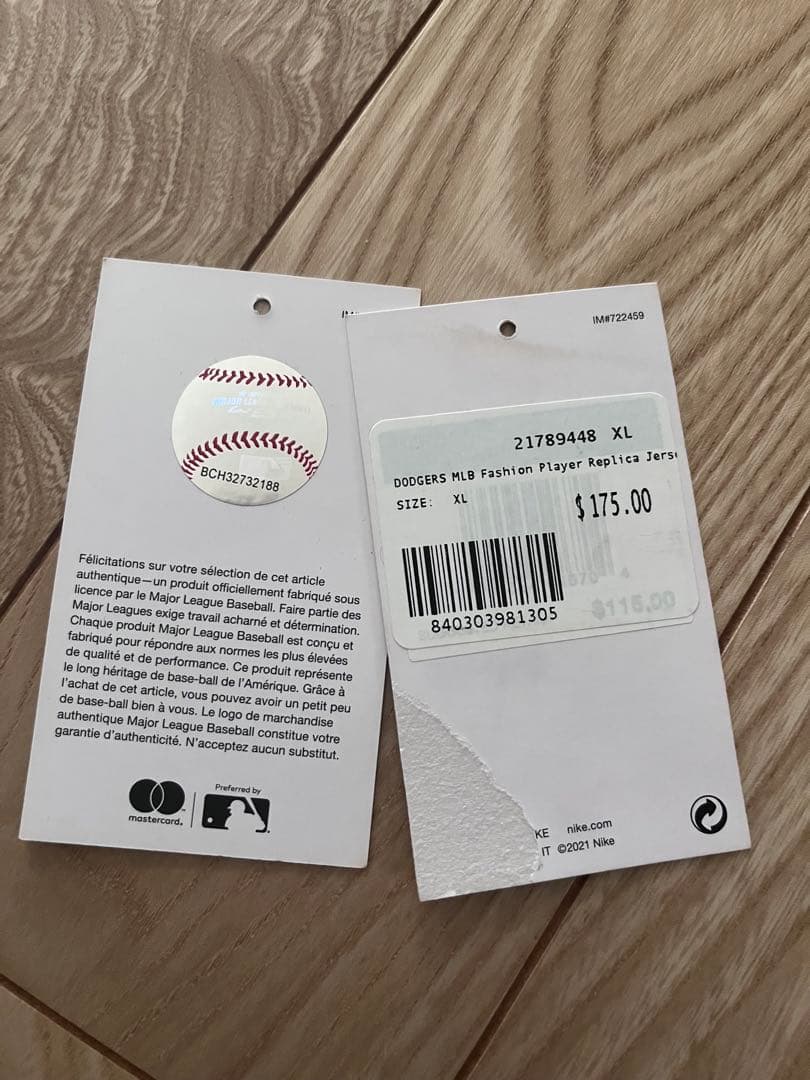 BCH32732188
Félicitations sur votre sélection de cet article
authentique—un produit officiellement fabriqué sous
licence par le Major League Baseball. Faire partie des
Major Leagues exige travail acharné et détermination.
Chaque produit Major League Baseball est conçu et
fabriqué pour répondre aux normes les plus élevées
de qualité et de performance. Ce produit représente
le long héritage de base-ball de l'Amérique. Grâce à
l'achat de cet article, vous pouvez avoir un petit peu
de base-ball bien à vous. Le logo de marchandise
authentique Major League Baseball constitue votre
garantie d'authenticité. N'acceptez aucun substitut.
mastercard.
Preferred by
IM#722459
21789448 XL
DODGERS MLB Fashion Player Replica Jers
SIZE: XL
$175.00
840303981305
$115.00
KE nike.com
IT ©2021 Nike